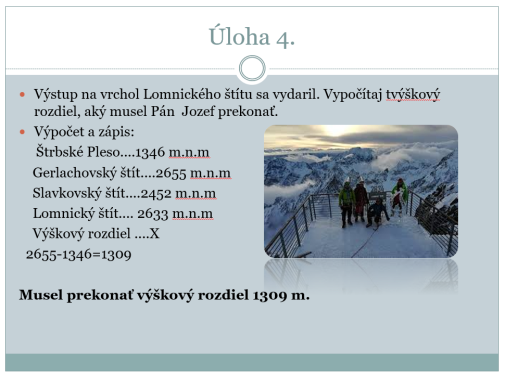 Úloha 4.
Výstup na vrchol Lomnického štítu sa vydaril. Vypočítaj tvýškový
rozdiel, aký musel Pán Jozef prekonať.
Výpočet a zápis:
Štrbské Pleso....1346 m.n.m
Gerlachovský štít....2655 m.n.m
Slavkovský štít....2452 m.n.m
Lomnický štít.... 2633 m.n.m
Výškový rozdiel ....X
2655-1346=1309
Musel prekonať výškový rozdiel 1309 m.